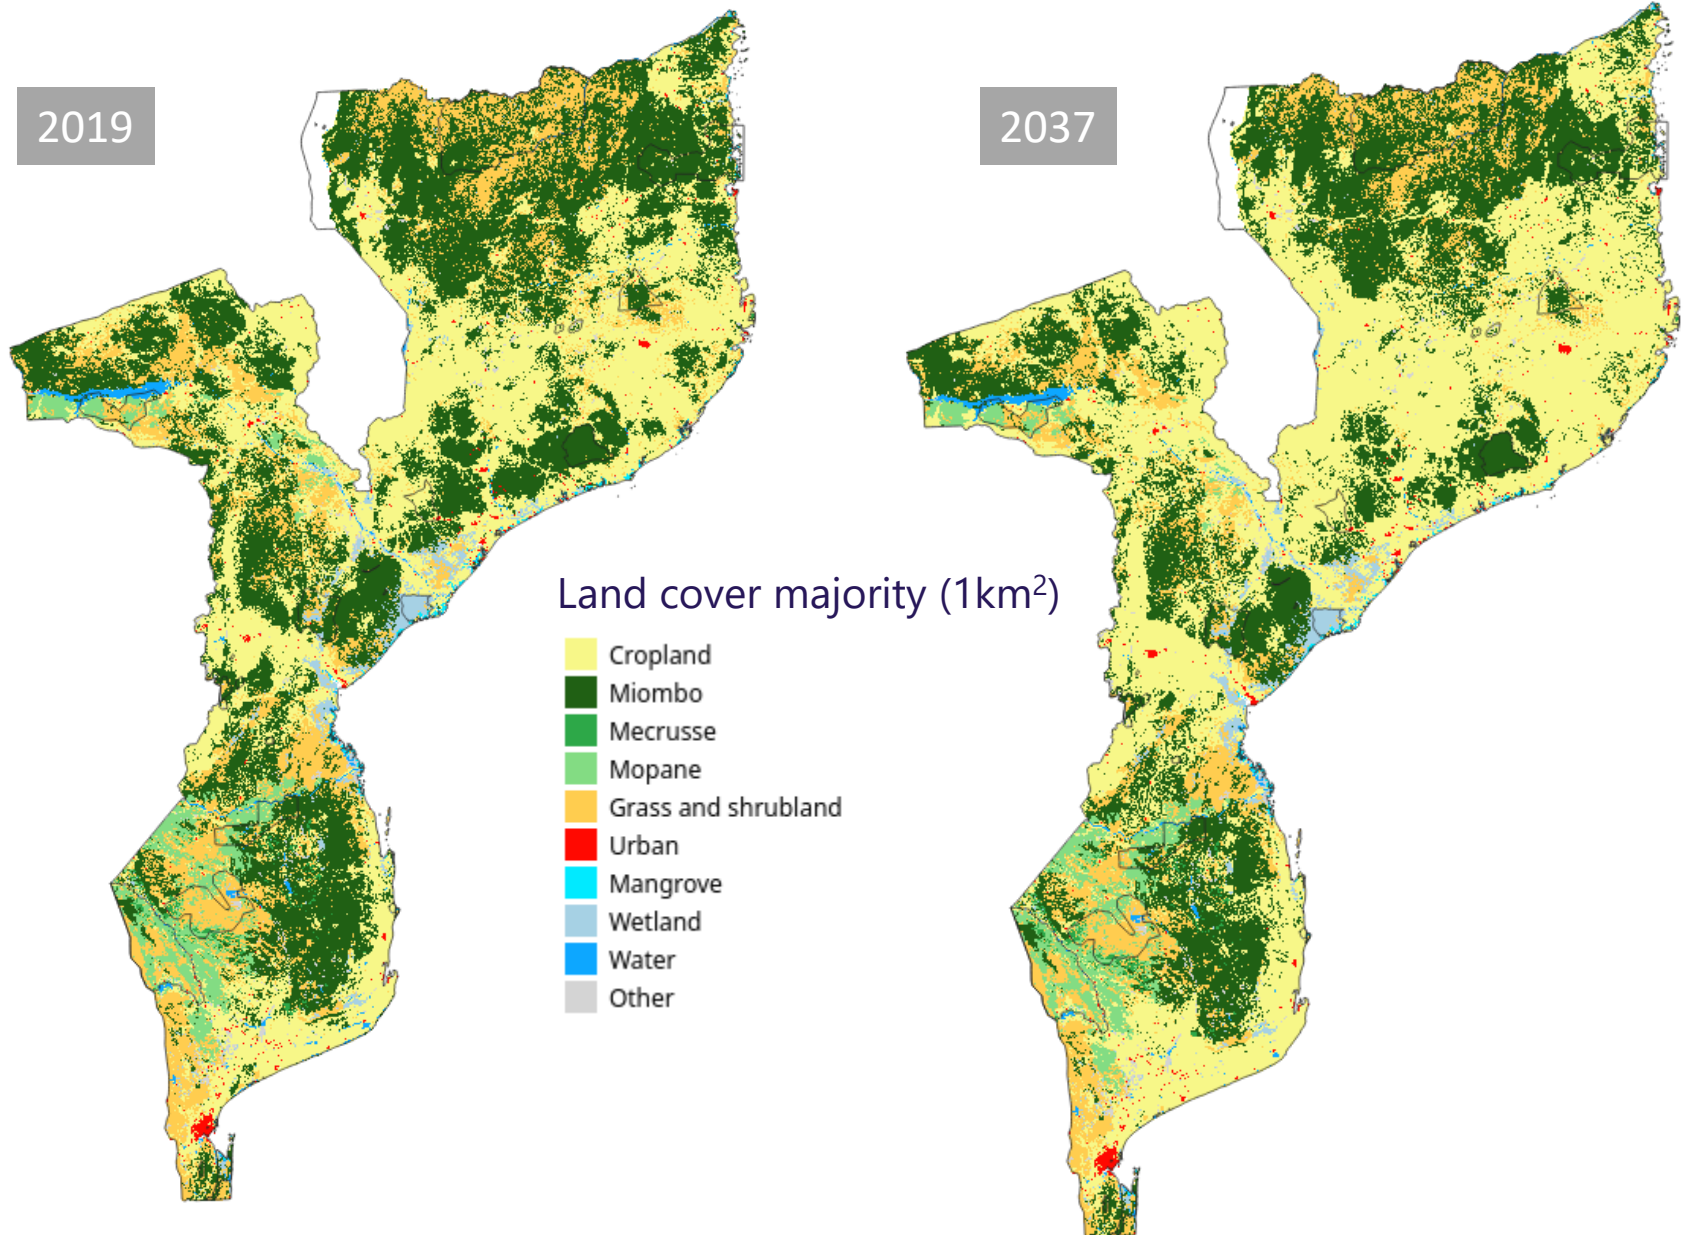 2019
2037
Land cover majority (1km²)
Cropland
Miombo
Mecrusse
Mopane
Grass and shrubland
Urban
Mangrove
Wetland
Water
Other